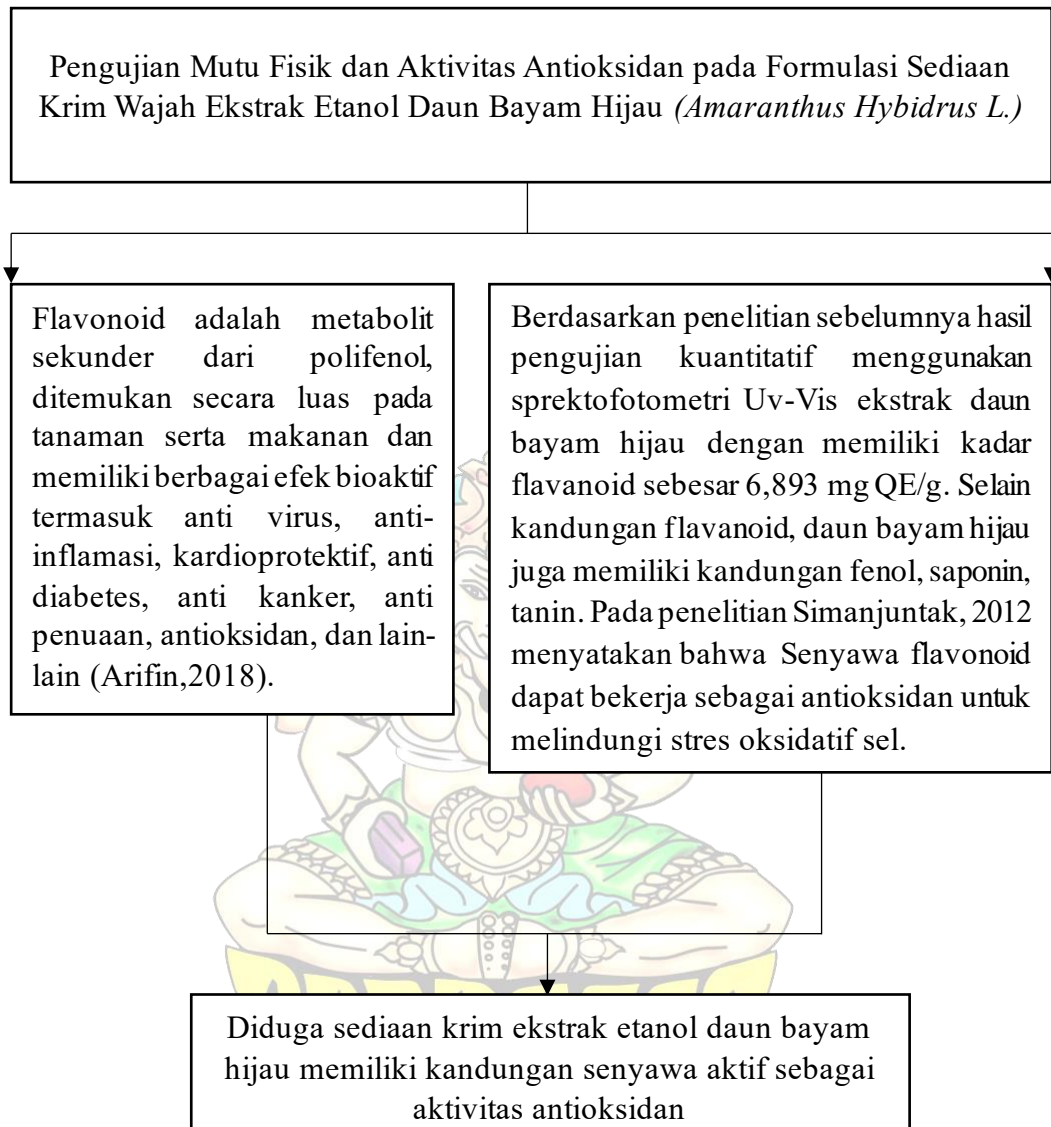 Pengujian Mutu Fisik dan Aktivitas Antioksidan pada Formulasi Sediaan
Krim Wajah Ekstrak Etanol Daun Bayam Hijau (Amaranthus Hybidrus L.)
Flavonoid adalah metabolit
sekunder dari polifenol,
ditemukan secara luas pada
tanaman serta makanan dan
memiliki berbagai efek bioaktif
termasuk anti virus, anti-
inflamasi, kardioprotektif, anti
diabetes, anti kanker, anti
penuaan, antioksidan, dan lain-
lain (Arifin,2018).
Berdasarkan penelitian sebelumnya hasil
pengujian kuantitatif menggunakan
sprektofotometri Uv-Vis ekstrak daun
bayam hijau dengan memiliki kadar
flavanoid sebesar 6,893 mg QE/g. Selain
kandungan flavanoid, daun bayam hijau
juga memiliki kandungan fenol, saponin,
tanin. Pada penelitian Simanjuntak, 2012
menyatakan bahwa Senyawa flavonoid
dapat bekerja sebagai antioksidan untuk
melindungi stres oksidatif sel.
Diduga sediaan krim ekstrak etanol daun bayam
hijau memiliki kandungan senyawa aktif sebagai
aktivitas antioksidan